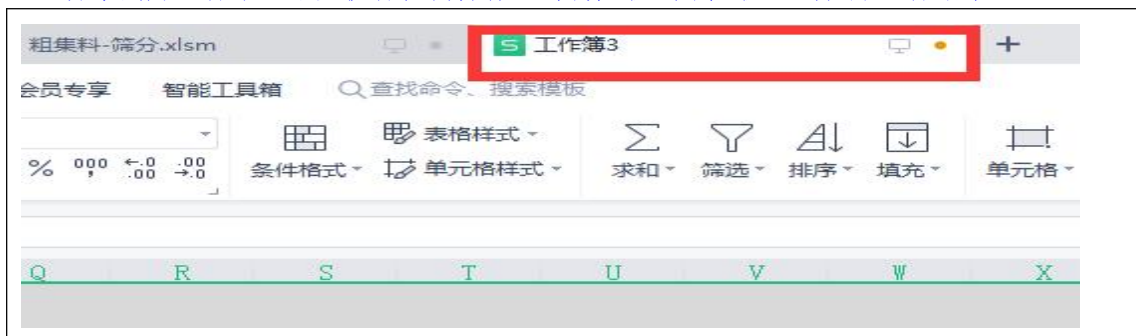 粗集料-筛分.xlsm
工作簿3
会员专享 智能工具箱 查找命令、搜索模板
表格样式
% 000 ←.0 .00 条件格式 单元格样式 求和 筛选 排序 填充 单元格
.00 →.0
Q R S T U V W X